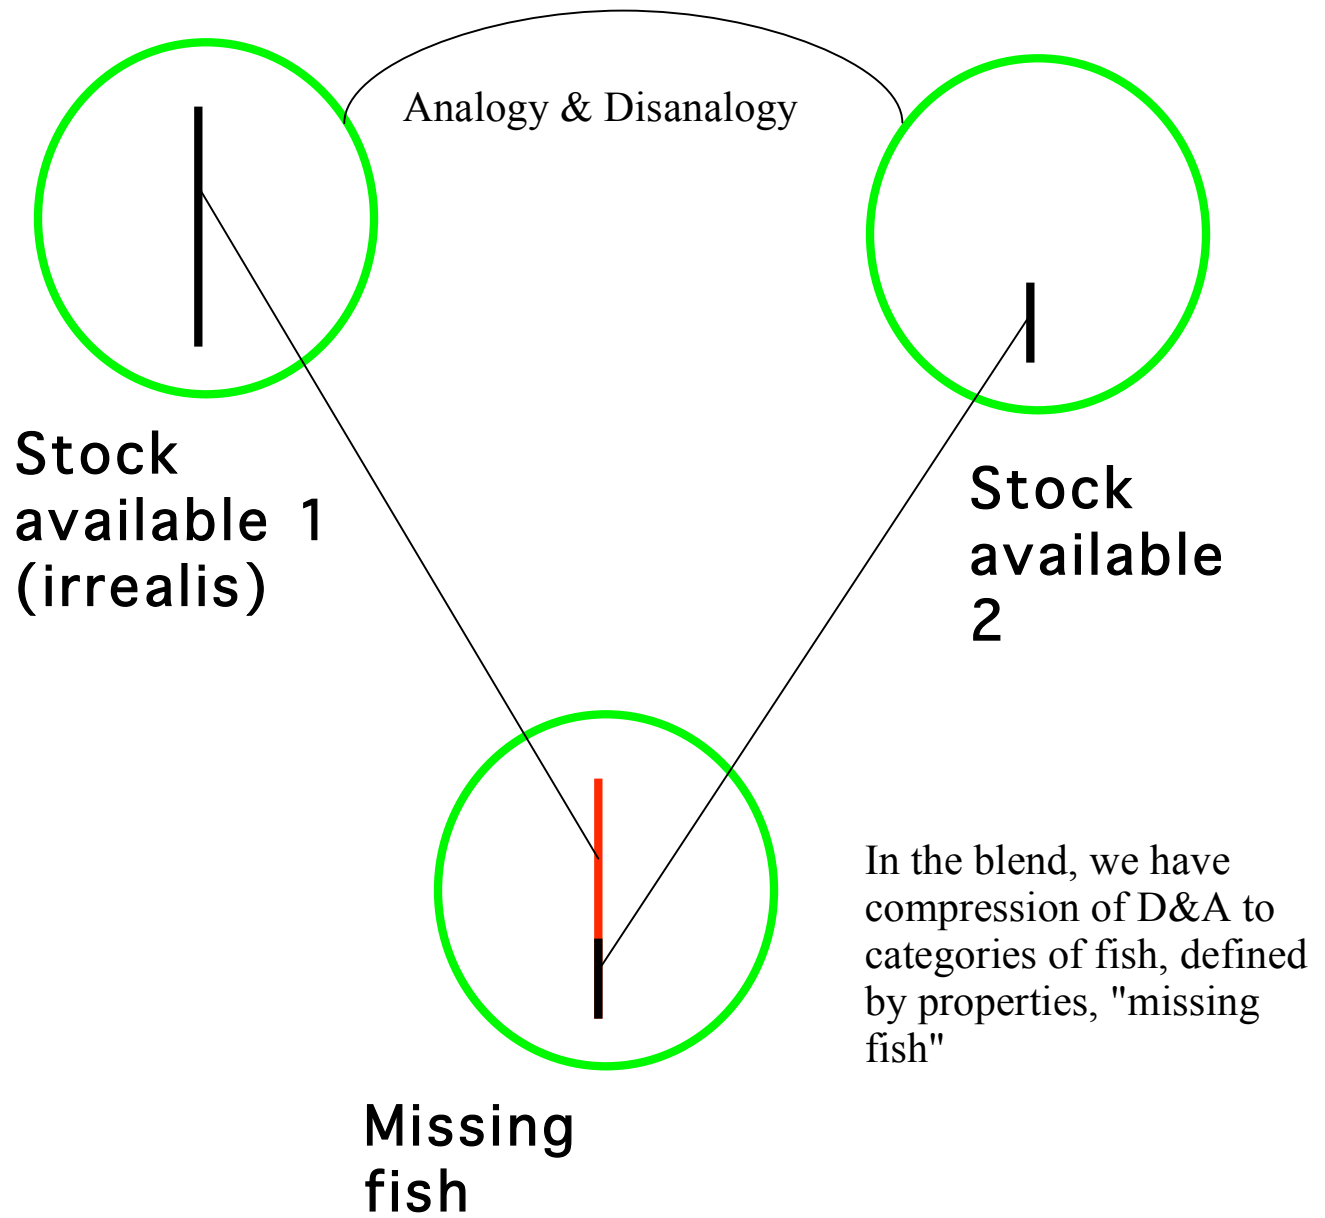 Analogy & Disanalogy
Stock
available 1
(irrealis)
Stock
available
2
In the blend, we have
compression of D&A to
categories of fish, defined
by properties, "missing
fish"
Missing
fish